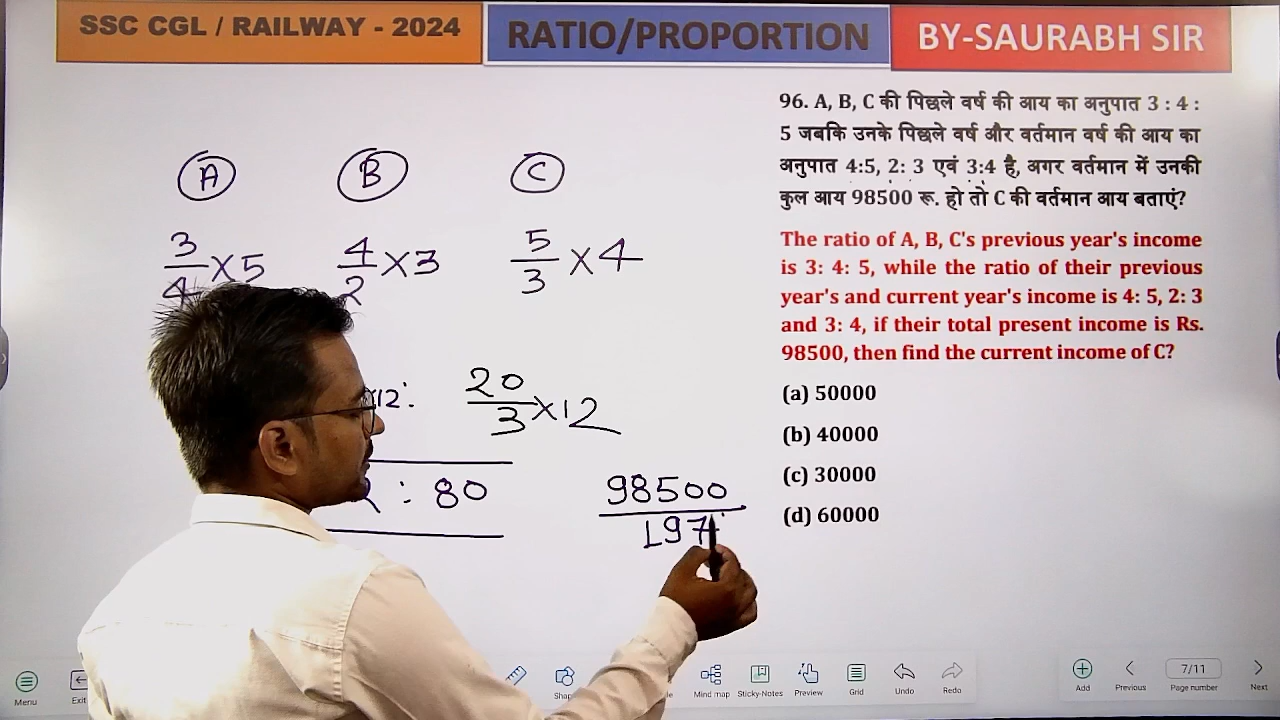 SSC CGL / RAILWAY - 2024
RATIO/PROPORTION
BY-SAURABH SIR
96. A, B, C की पिछले वर्ष की आय का अनुपात 3 : 4 :
5 जबकि उनके पिछले वर्ष और वर्तमान वर्ष की आय का
अनुपात 4:5, 2: 3 एवं 3:4 है, अगर वर्तमान में उनकी
कुल आय 98500 रू. हो तो C की वर्तमान आय बताएं?
The ratio of A, B, C's previous year's income
is 3: 4: 5, while the ratio of their previous
year's and current year's income is 4: 5, 2: 3
and 3: 4, if their total present income is Rs.
98500, then find the current income of C?
(a) 50000
(b) 40000
(c) 30000
(d) 60000
A B C
3/4 ×5 4/2 ×3 5/3 ×4
×12: 20/3 ×12
: 80
98500
197
Menu
Exit
Mind map
Sticky-Notes
Preview
Grid
Undo
Redo
Add
Previous
7/11
Page number
Next